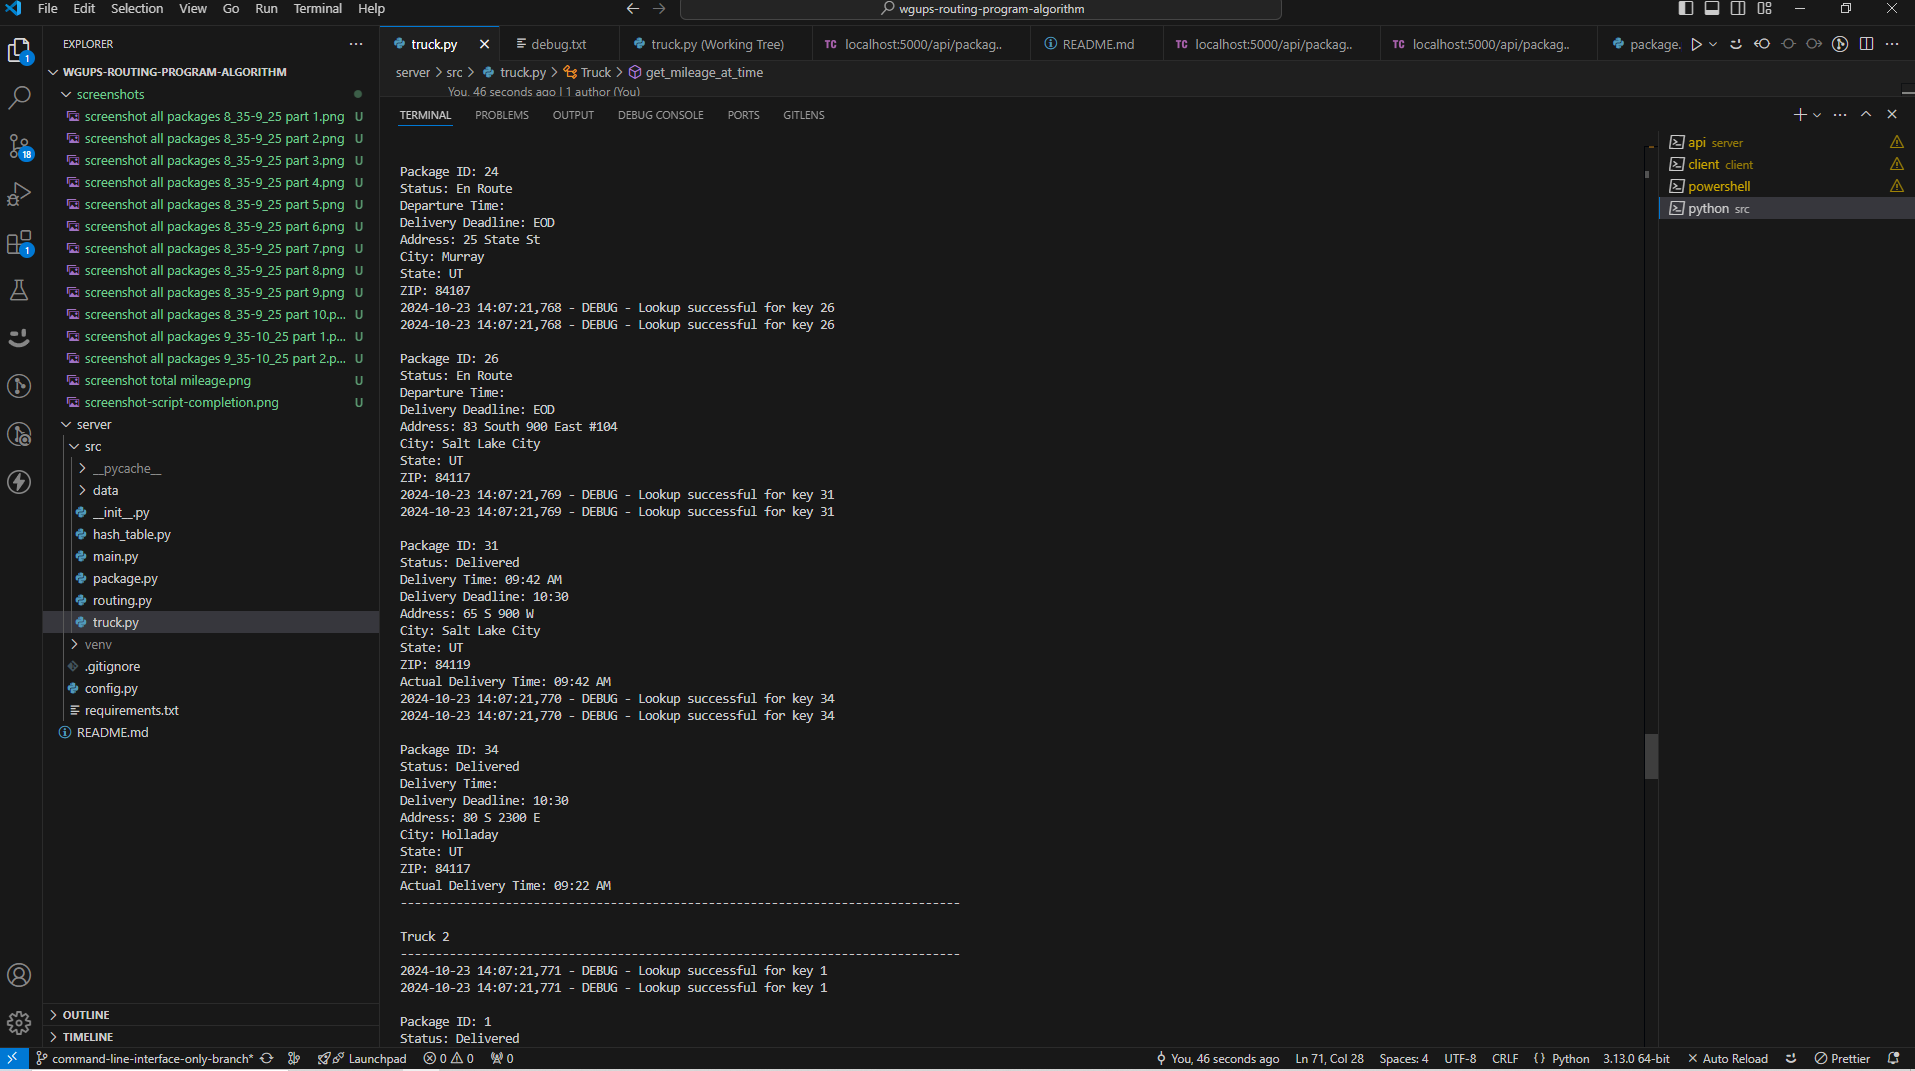 File Edit Selection View Go Run Terminal Help
wgups-routing-program-algorithm
EXPLORER
WGUPS-ROUTING-PROGRAM-ALGORITHM
screenshots
screenshot all packages 8_35-9_25 part 1.png U
screenshot all packages 8_35-9_25 part 2.png U
screenshot all packages 8_35-9_25 part 3.png U
screenshot all packages 8_35-9_25 part 4.png U
screenshot all packages 8_35-9_25 part 5.png U
screenshot all packages 8_35-9_25 part 6.png U
screenshot all packages 8_35-9_25 part 7.png U
screenshot all packages 8_35-9_25 part 8.png U
screenshot all packages 8_35-9_25 part 9.png U
screenshot all packages 8_35-9_25 part 10.p... U
screenshot all packages 9_35-10_25 part 1.p... U
screenshot all packages 9_35-10_25 part 2.p... U
screenshot total mileage.png U
screenshot-script-completion.png U
server
src
__pycache__
data
__init__.py
hash_table.py
main.py
package.py
routing.py
truck.py
venv
.gitignore
config.py
requirements.txt
README.md
OUTLINE
TIMELINE
1
18
1
truck.py debug.txt truck.py (Working Tree) TC localhost:5000/api/packag.. README.md TC localhost:5000/api/packag.. TC localhost:5000/api/packag.. package.
server > src > truck.py > Truck > get_mileage_at_time
You, 46 seconds ago | 1 author (You)
TERMINAL PROBLEMS OUTPUT DEBUG CONSOLE PORTS GITLENS
Package ID: 24
Status: En Route
Departure Time:
Delivery Deadline: EOD
Address: 25 State St
City: Murray
State: UT
ZIP: 84107
2024-10-23 14:07:21,768 - DEBUG - Lookup successful for key 26
2024-10-23 14:07:21,768 - DEBUG - Lookup successful for key 26
Package ID: 26
Status: En Route
Departure Time:
Delivery Deadline: EOD
Address: 83 South 900 East #104
City: Salt Lake City
State: UT
ZIP: 84117
2024-10-23 14:07:21,769 - DEBUG - Lookup successful for key 31
2024-10-23 14:07:21,769 - DEBUG - Lookup successful for key 31
Package ID: 31
Status: Delivered
Delivery Time: 09:42 AM
Delivery Deadline: 10:30
Address: 65 S 900 W
City: Salt Lake City
State: UT
ZIP: 84119
Actual Delivery Time: 09:42 AM
2024-10-23 14:07:21,770 - DEBUG - Lookup successful for key 34
2024-10-23 14:07:21,770 - DEBUG - Lookup successful for key 34
Package ID: 34
Status: Delivered
Delivery Time:
Delivery Deadline: 10:30
Address: 80 S 2300 E
City: Holladay
State: UT
ZIP: 84117
Actual Delivery Time: 09:22 AM
--------------------------------------------------------------------------------
Truck 2
--------------------------------------------------------------------------------
2024-10-23 14:07:21,771 - DEBUG - Lookup successful for key 1
2024-10-23 14:07:21,771 - DEBUG - Lookup successful for key 1
Package ID: 1
Status: Delivered
api server
client client
powershell
python src
command-line-interface-only-branch* Launchpad 0 0 0 You, 46 seconds ago Ln 71, Col 28 Spaces: 4 UTF-8 CRLF {} Python 3.13.0 64-bit Auto Reload Prettier